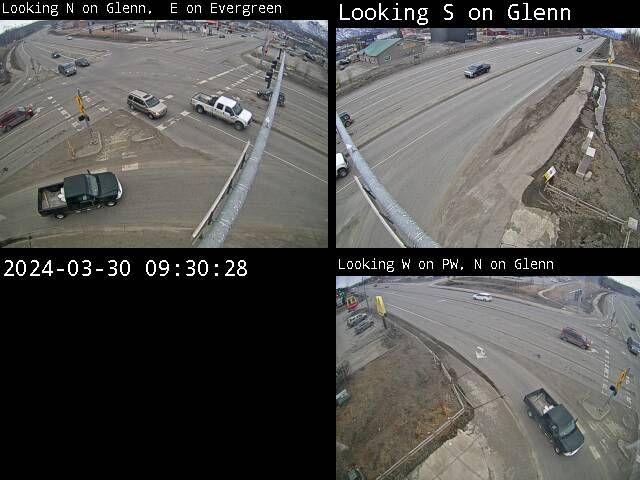 Looking N on Glenn,  E on Evergreen
Looking S on Glenn
2024-03-30 09:30:28
Looking W on PW, N on Glenn